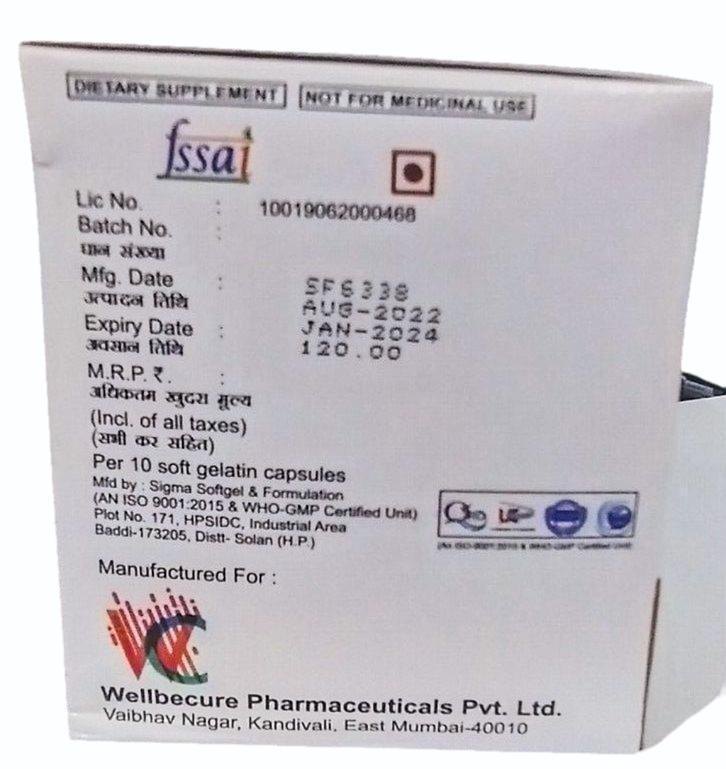 DIETARY SUPPLEMENT NOT FOR MEDICINAL USE
fssai
Lic No. : 10019062000468
Batch No. :
घान संख्या
SF6338
Mfg. Date :
AUG-2022
उत्पादन तिथि
JAN-2024
Expiry Date :
120.00
अवसान तिथि
M.R.P. ₹. :
अधिकतम खुदरा मूल्य
(Incl. of all taxes)
(सभी कर सहित)
Per 10 soft gelatin capsules
Mfd by : Sigma Softgel & Formulation
(AN ISO 9001:2015 & WHO-GMP Certified Unit)
Plot No. 171, HPSIDC, Industrial Area
Baddi-173205, Distt- Solan (H.P.)
(AN ISO-9001:2015 & WHO-GMP Certified Unit)
Manufactured For :
Wellbecure Pharmaceuticals Pvt. Ltd.
Vaibhav Nagar, Kandivali, East Mumbai-40010